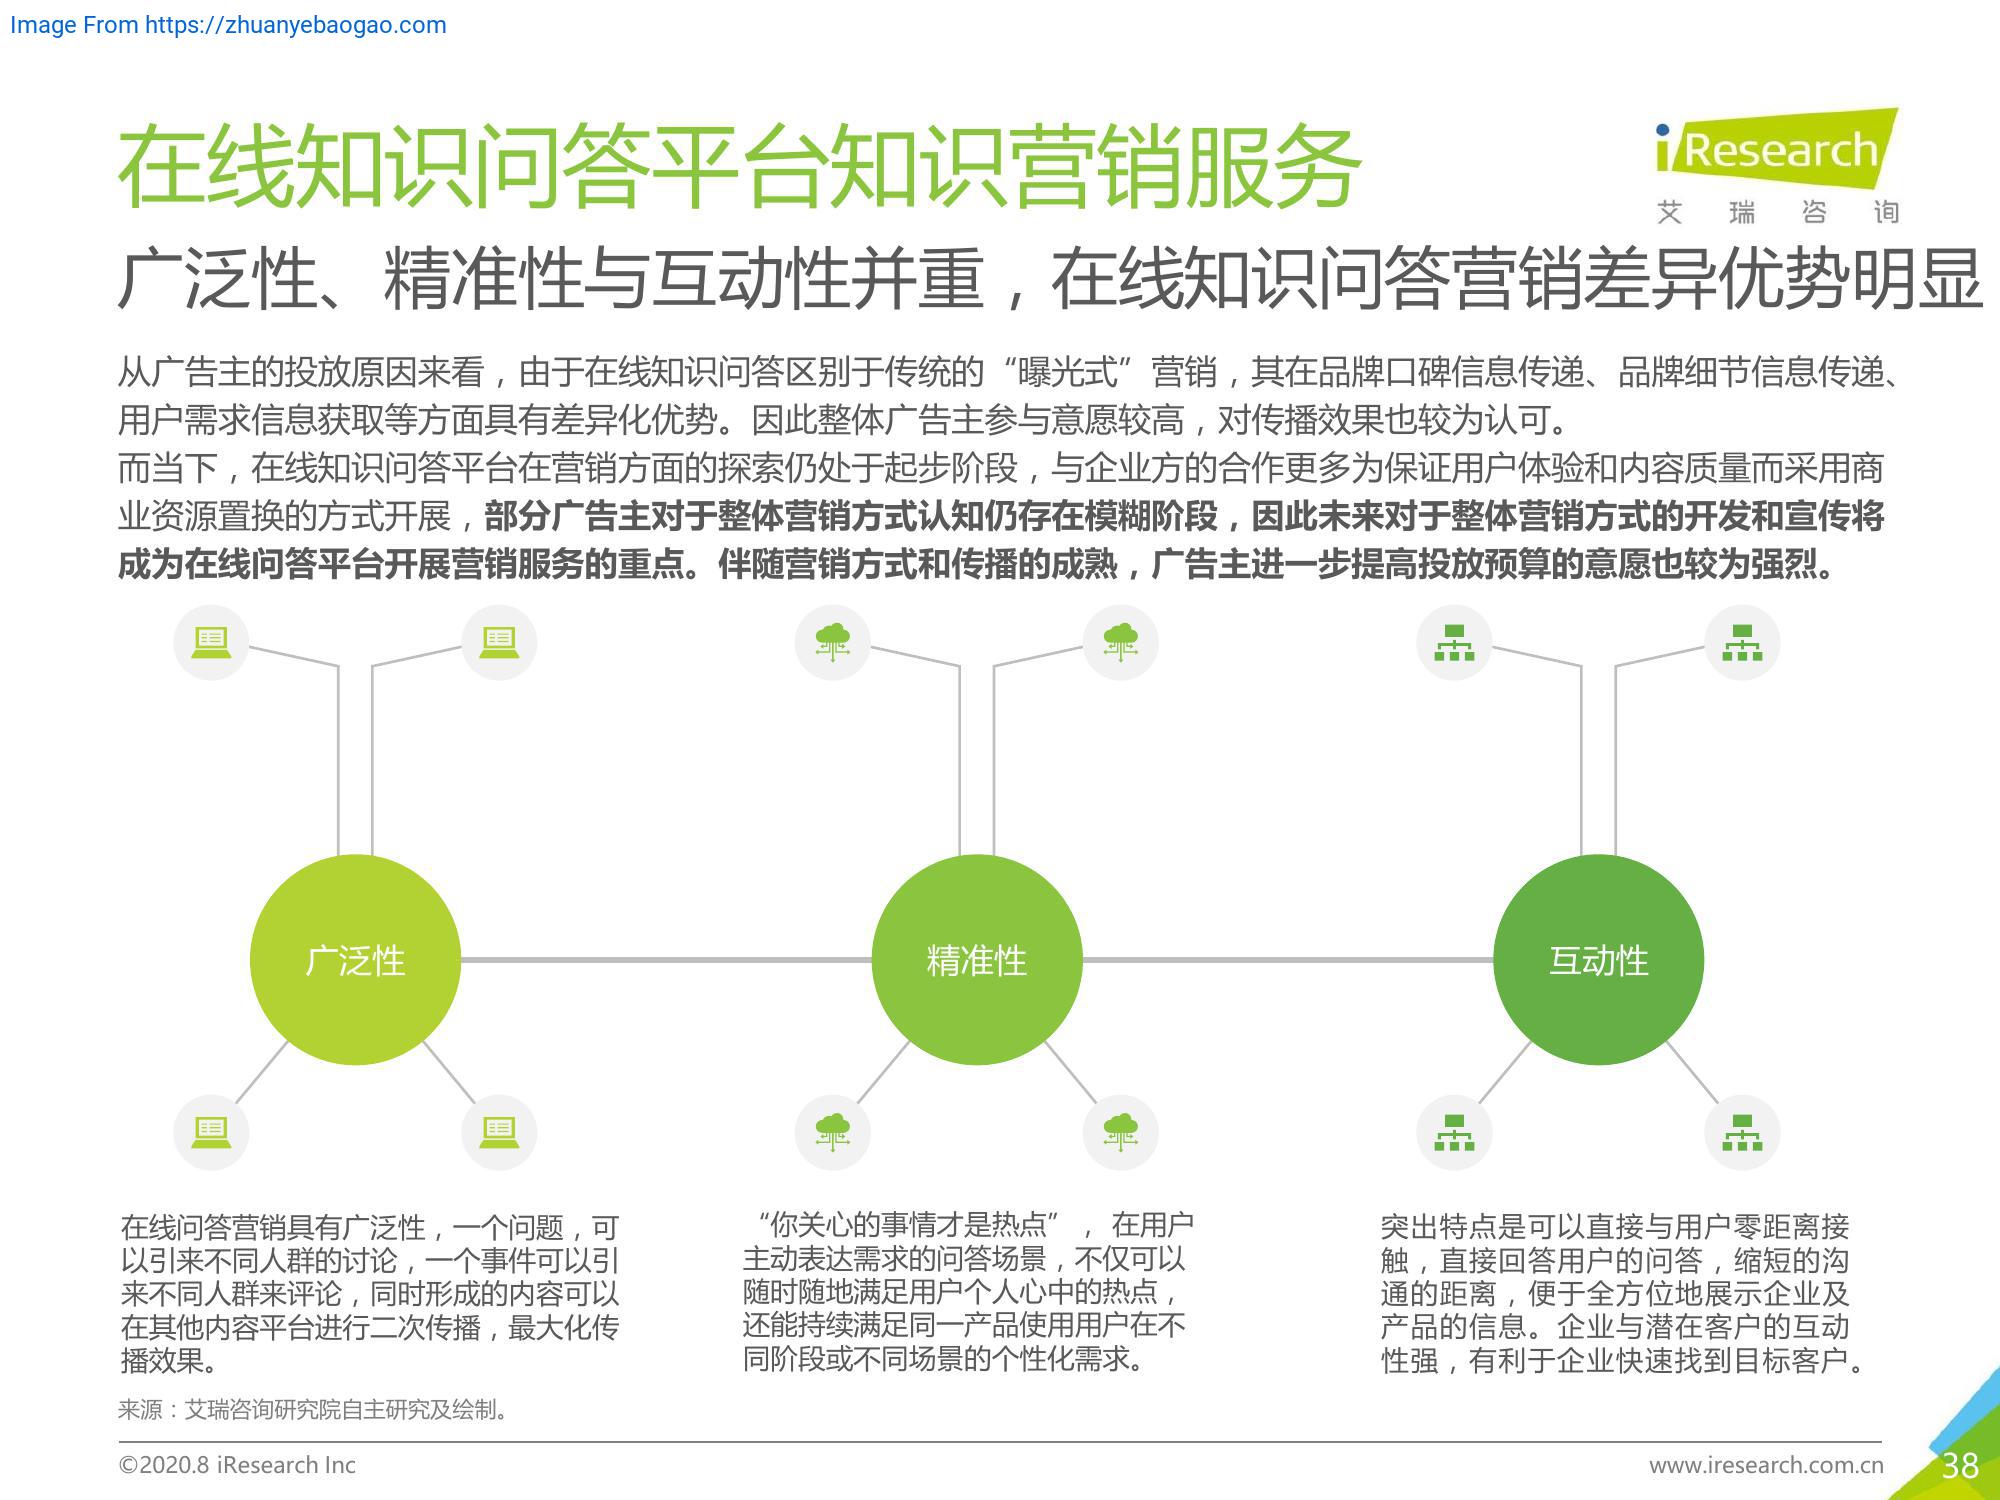 Image From https://zhuanyebaogao.com
在线知识问答平台知识营销服务
iResearch
艾瑞咨询
广泛性、精准性与互动性并重，在线知识问答营销差异优势明显
从广告主的投放原因来看，由于在线知识问答区别于传统的“曝光式”营销，其在品牌口碑信息传递、品牌细节信息传递、
用户需求信息获取等方面具有差异化优势。因此整体广告主参与意愿较高，对传播效果也较为认可。
而当下，在线知识问答平台在营销方面的探索仍处于起步阶段，与企业方的合作更多为保证用户体验和内容质量而采用商
业资源置换的方式开展，部分广告主对于整体营销方式认知仍存在模糊阶段，因此未来对于整体营销方式的开发和宣传将
成为在线问答平台开展营销服务的重点。伴随营销方式和传播的成熟，广告主进一步提高投放预算的意愿也较为强烈。
广泛性
精准性
互动性
在线问答营销具有广泛性，一个问题，可
以引来不同人群的讨论，一个事件可以引
来不同人群来评论，同时形成的内容可以
在其他内容平台进行二次传播，最大化传
播效果。
“你关心的事情才是热点”， 在用户
主动表达需求的问答场景，不仅可以
随时随地满足用户个人心中的热点，
还能持续满足同一产品使用用户在不
同阶段或不同场景的个性化需求。
突出特点是可以直接与用户零距离接
触，直接回答用户的问答，缩短的沟
通的距离，便于全方位地展示企业及
产品的信息。企业与潜在客户的互动
性强，有利于企业快速找到目标客户。
来源：艾瑞咨询研究院自主研究及绘制。
©2020.8 iResearch Inc
www.iresearch.com.cn
38